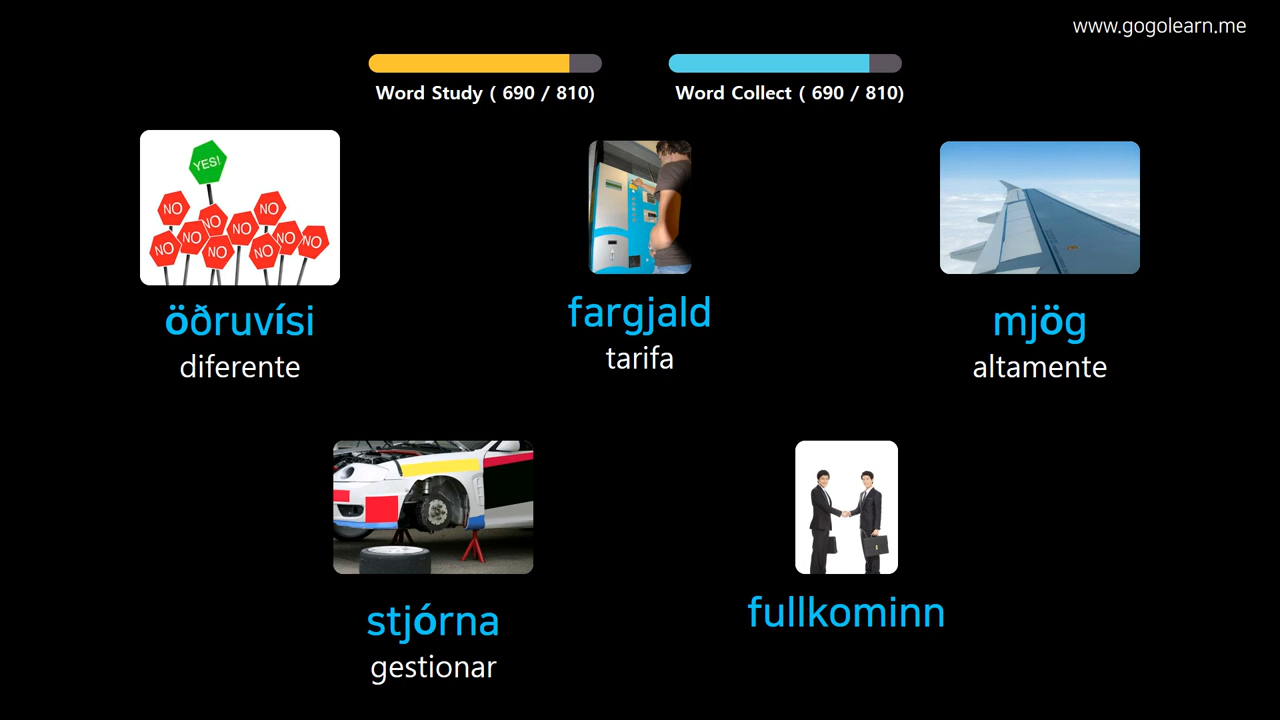 www.gogolearn.me
Word Study ( 690 / 810)
Word Collect ( 690 / 810)
YES!
NO
NO
NO
NO
NO
NO
NO
NO
NO
NO
öðruvísi
diferente
fargjald
tarifa
mjög
altamente
stjórna
gestionar
fullkominn